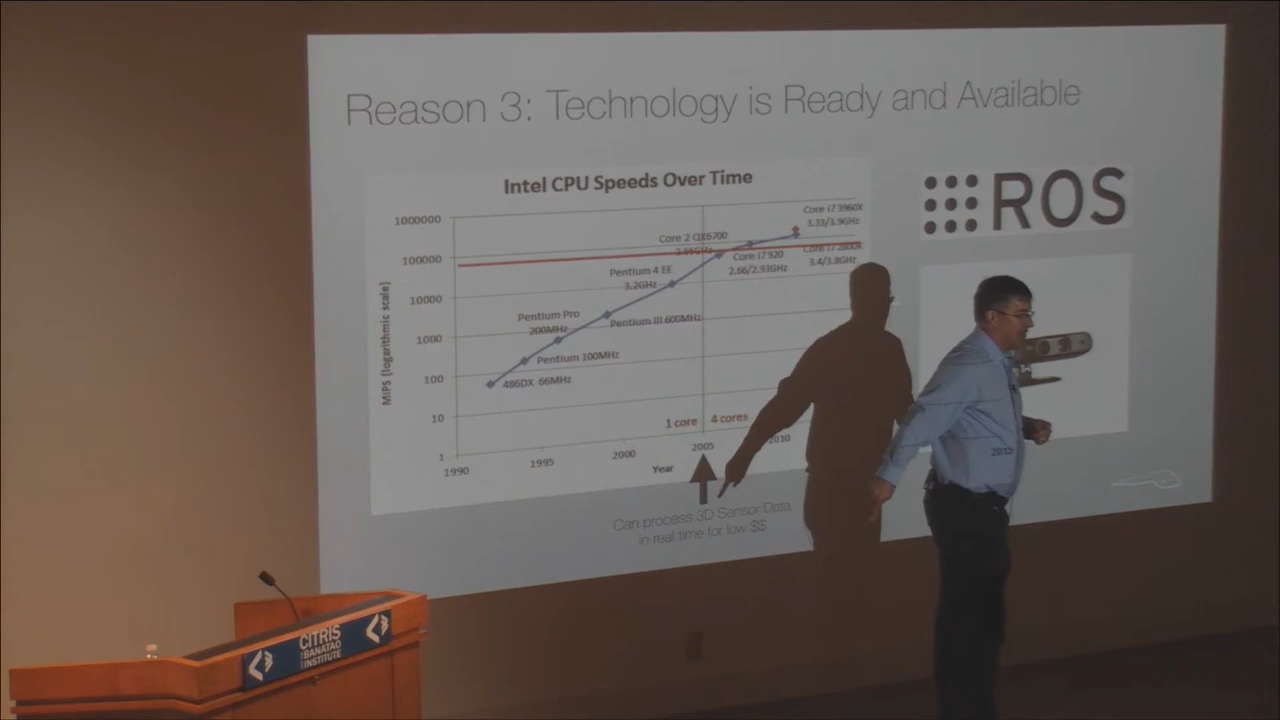 Reason 3: Technology is Ready and Available
Intel CPU Speeds Over Time
MIPS (logarithmic scale)
1000000
100000
10000
1000
100
10
1
1990
1995
2000
2005
2010
2015
Year
486DX 66MHz
Pentium 100MHz
Pentium Pro
200MHz
Pentium III 600MHz
Pentium 4 EE
3.2GHz
Core 2 QX6700
2.66GHz
Core i7 920
2.66/2.93GHz
Core i7 3960X
3.33/3.9GHz
Core i7 2600K
3.4/3.8GHz
1 core
4 cores
Can process 3D Sensor Data
in real time for low $$
ROS
CITRIS
THE
BANATAO
INSTITUTE